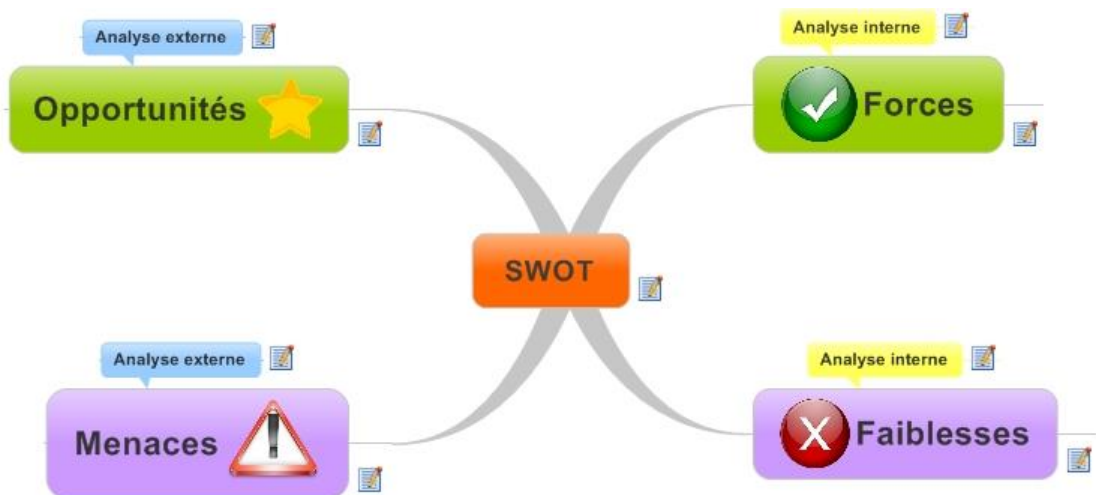 Analyse externe
Opportunités
Analyse interne
Forces
SWOT
Analyse externe
Menaces
Analyse interne
X
Faiblesses